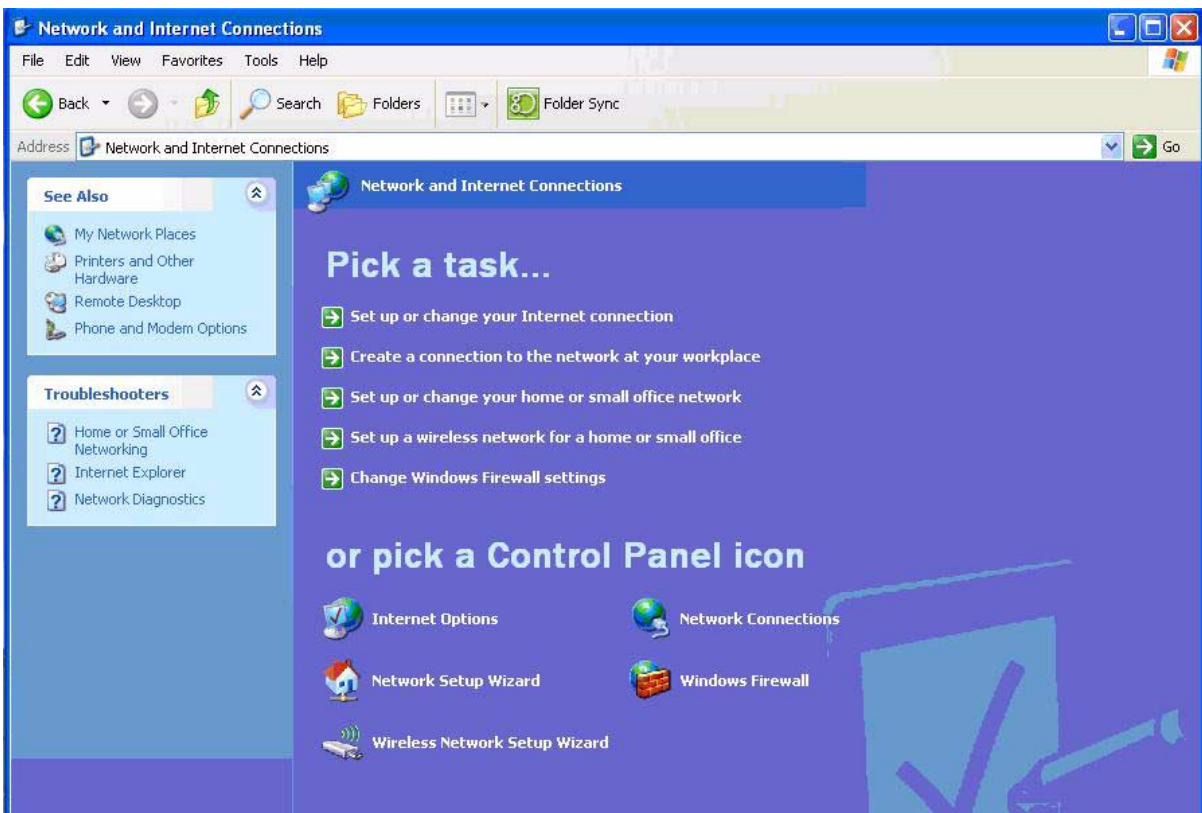 Network and Internet Connections
File Edit View Favorites Tools Help
Back Search Folders Folder Sync
Address Network and Internet Connections Go
See Also
My Network Places
Printers and Other
Hardware
Remote Desktop
Phone and Modem Options
Troubleshooters
Home or Small Office
Networking
Internet Explorer
Network Diagnostics
Network and Internet Connections
Pick a task...
Set up or change your Internet connection
Create a connection to the network at your workplace
Set up or change your home or small office network
Set up a wireless network for a home or small office
Change Windows Firewall settings
or pick a Control Panel icon
Internet Options Network Connections
Network Setup Wizard Windows Firewall
Wireless Network Setup Wizard